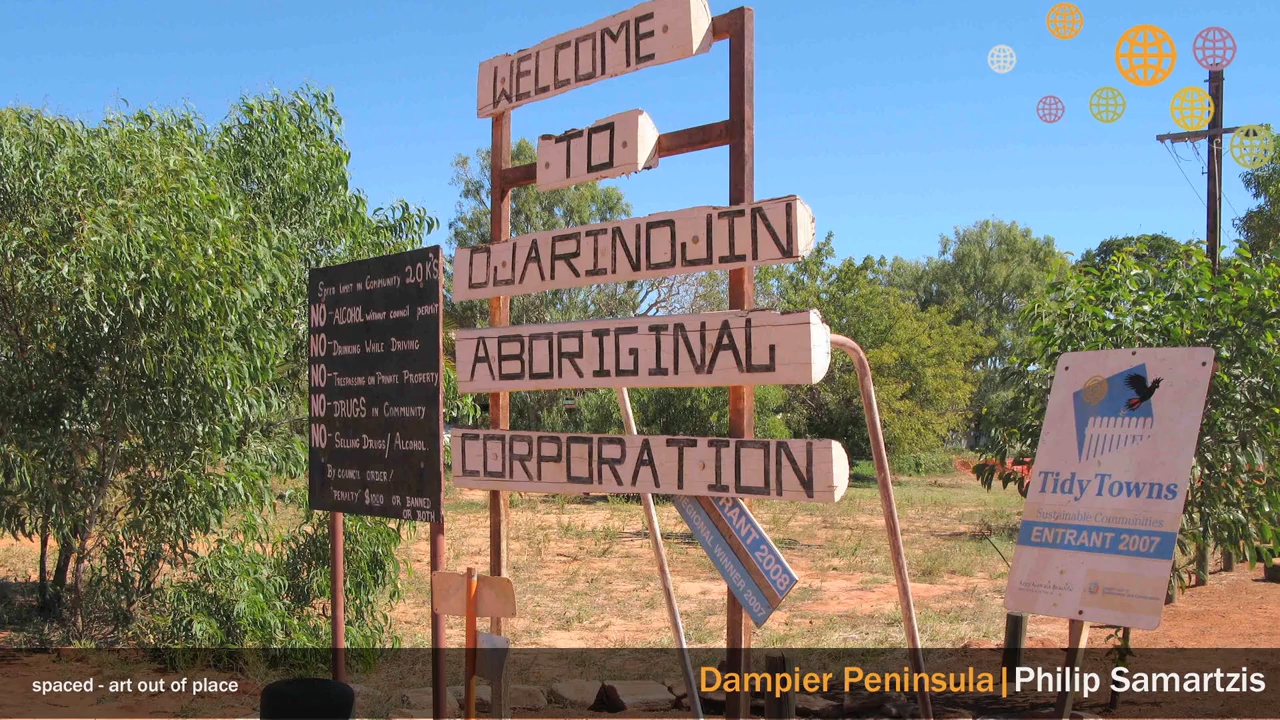 WELCOME
TO
DJARINDJIN
ABORIGINAL
CORPORATION
SPEED LIMIT IN COMMUNITY 20 K'S
NO - ALCOHOL WITHOUT COUNCIL PERMIT
NO - DRINKING WHILE DRIVING
NO - TRESPASSING ON PRIVATE PROPERTY
NO - DRUGS IN COMMUNITY
NO - SELLING DRUGS/ ALCOHOL.
BY COUNCIL ORDER!
"PENALTY" $1000 OR BANNED
OR BOTH
RANT 2008
GIONAL WINNER 2007
Tidy Towns
Sustainable Communities
ENTRANT 2007
spaced - art out of place
Dampier Peninsula|Philip Samartzis